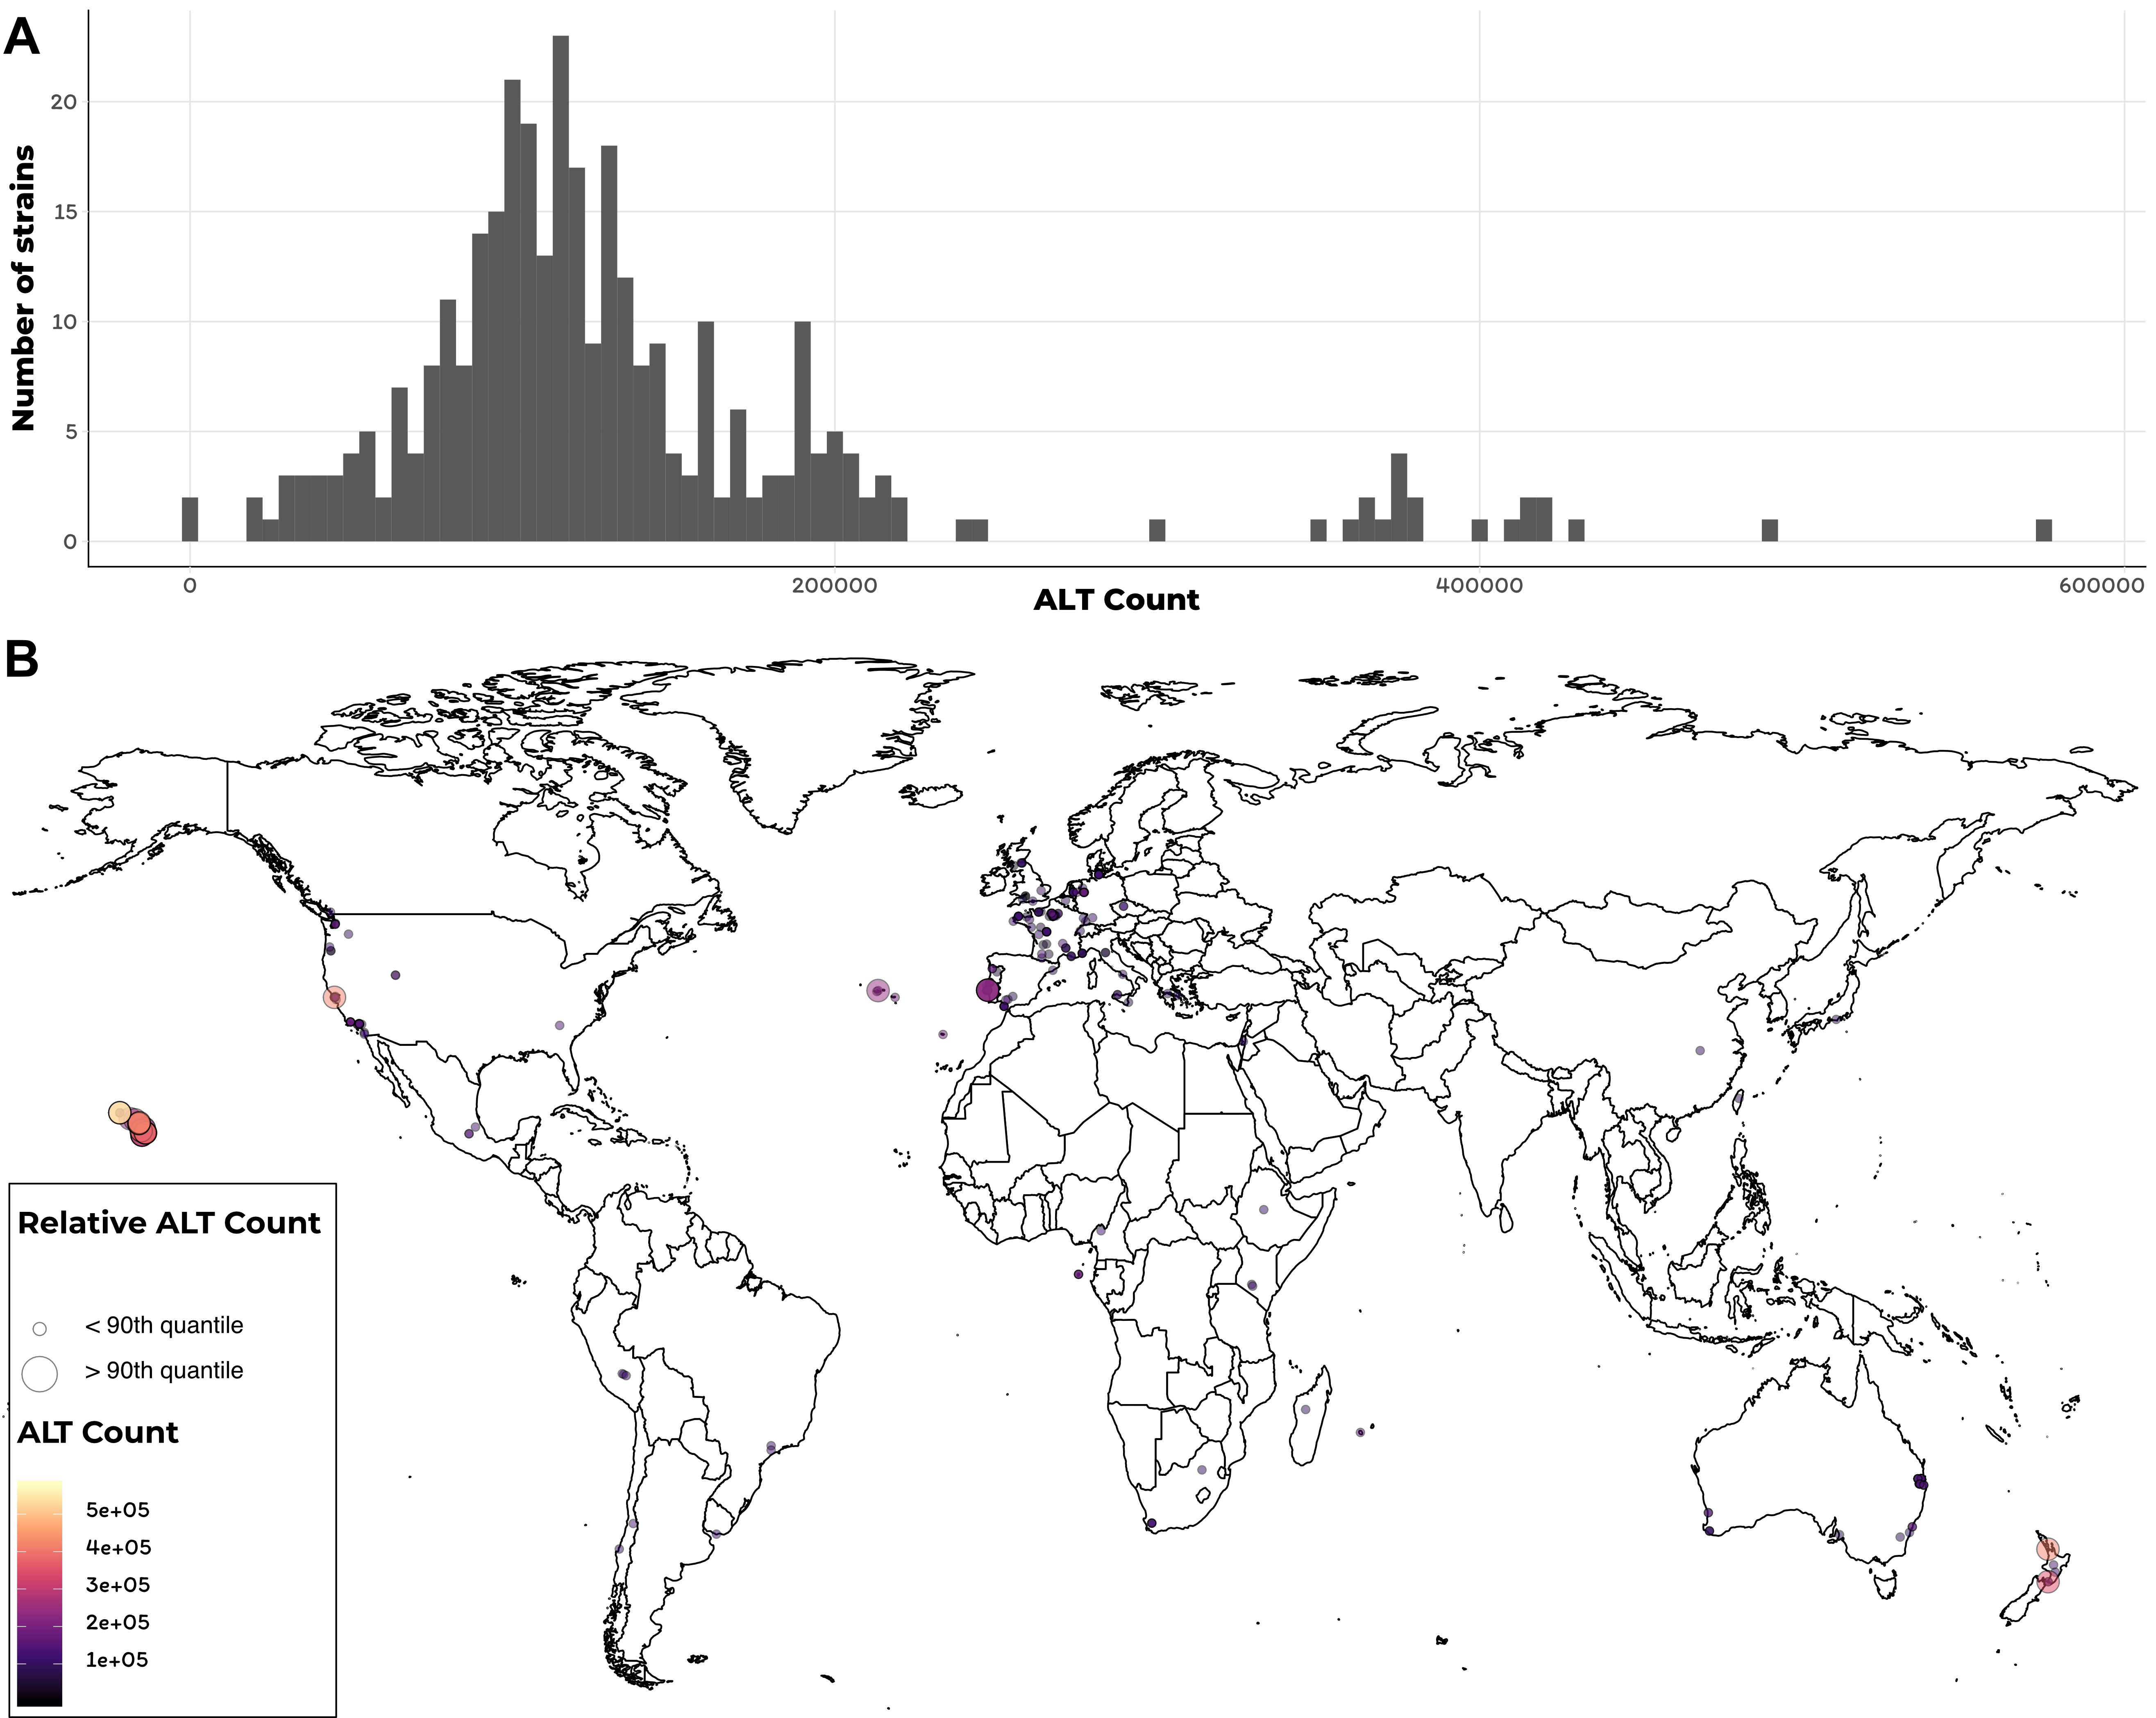 A
Number of strains
20
15
10
5
0
0 200000 400000 600000
ALT Count
B
Relative ALT Count
< 90th quantile
> 90th quantile
ALT Count
5e+05
4e+05
3e+05
2e+05
1e+05